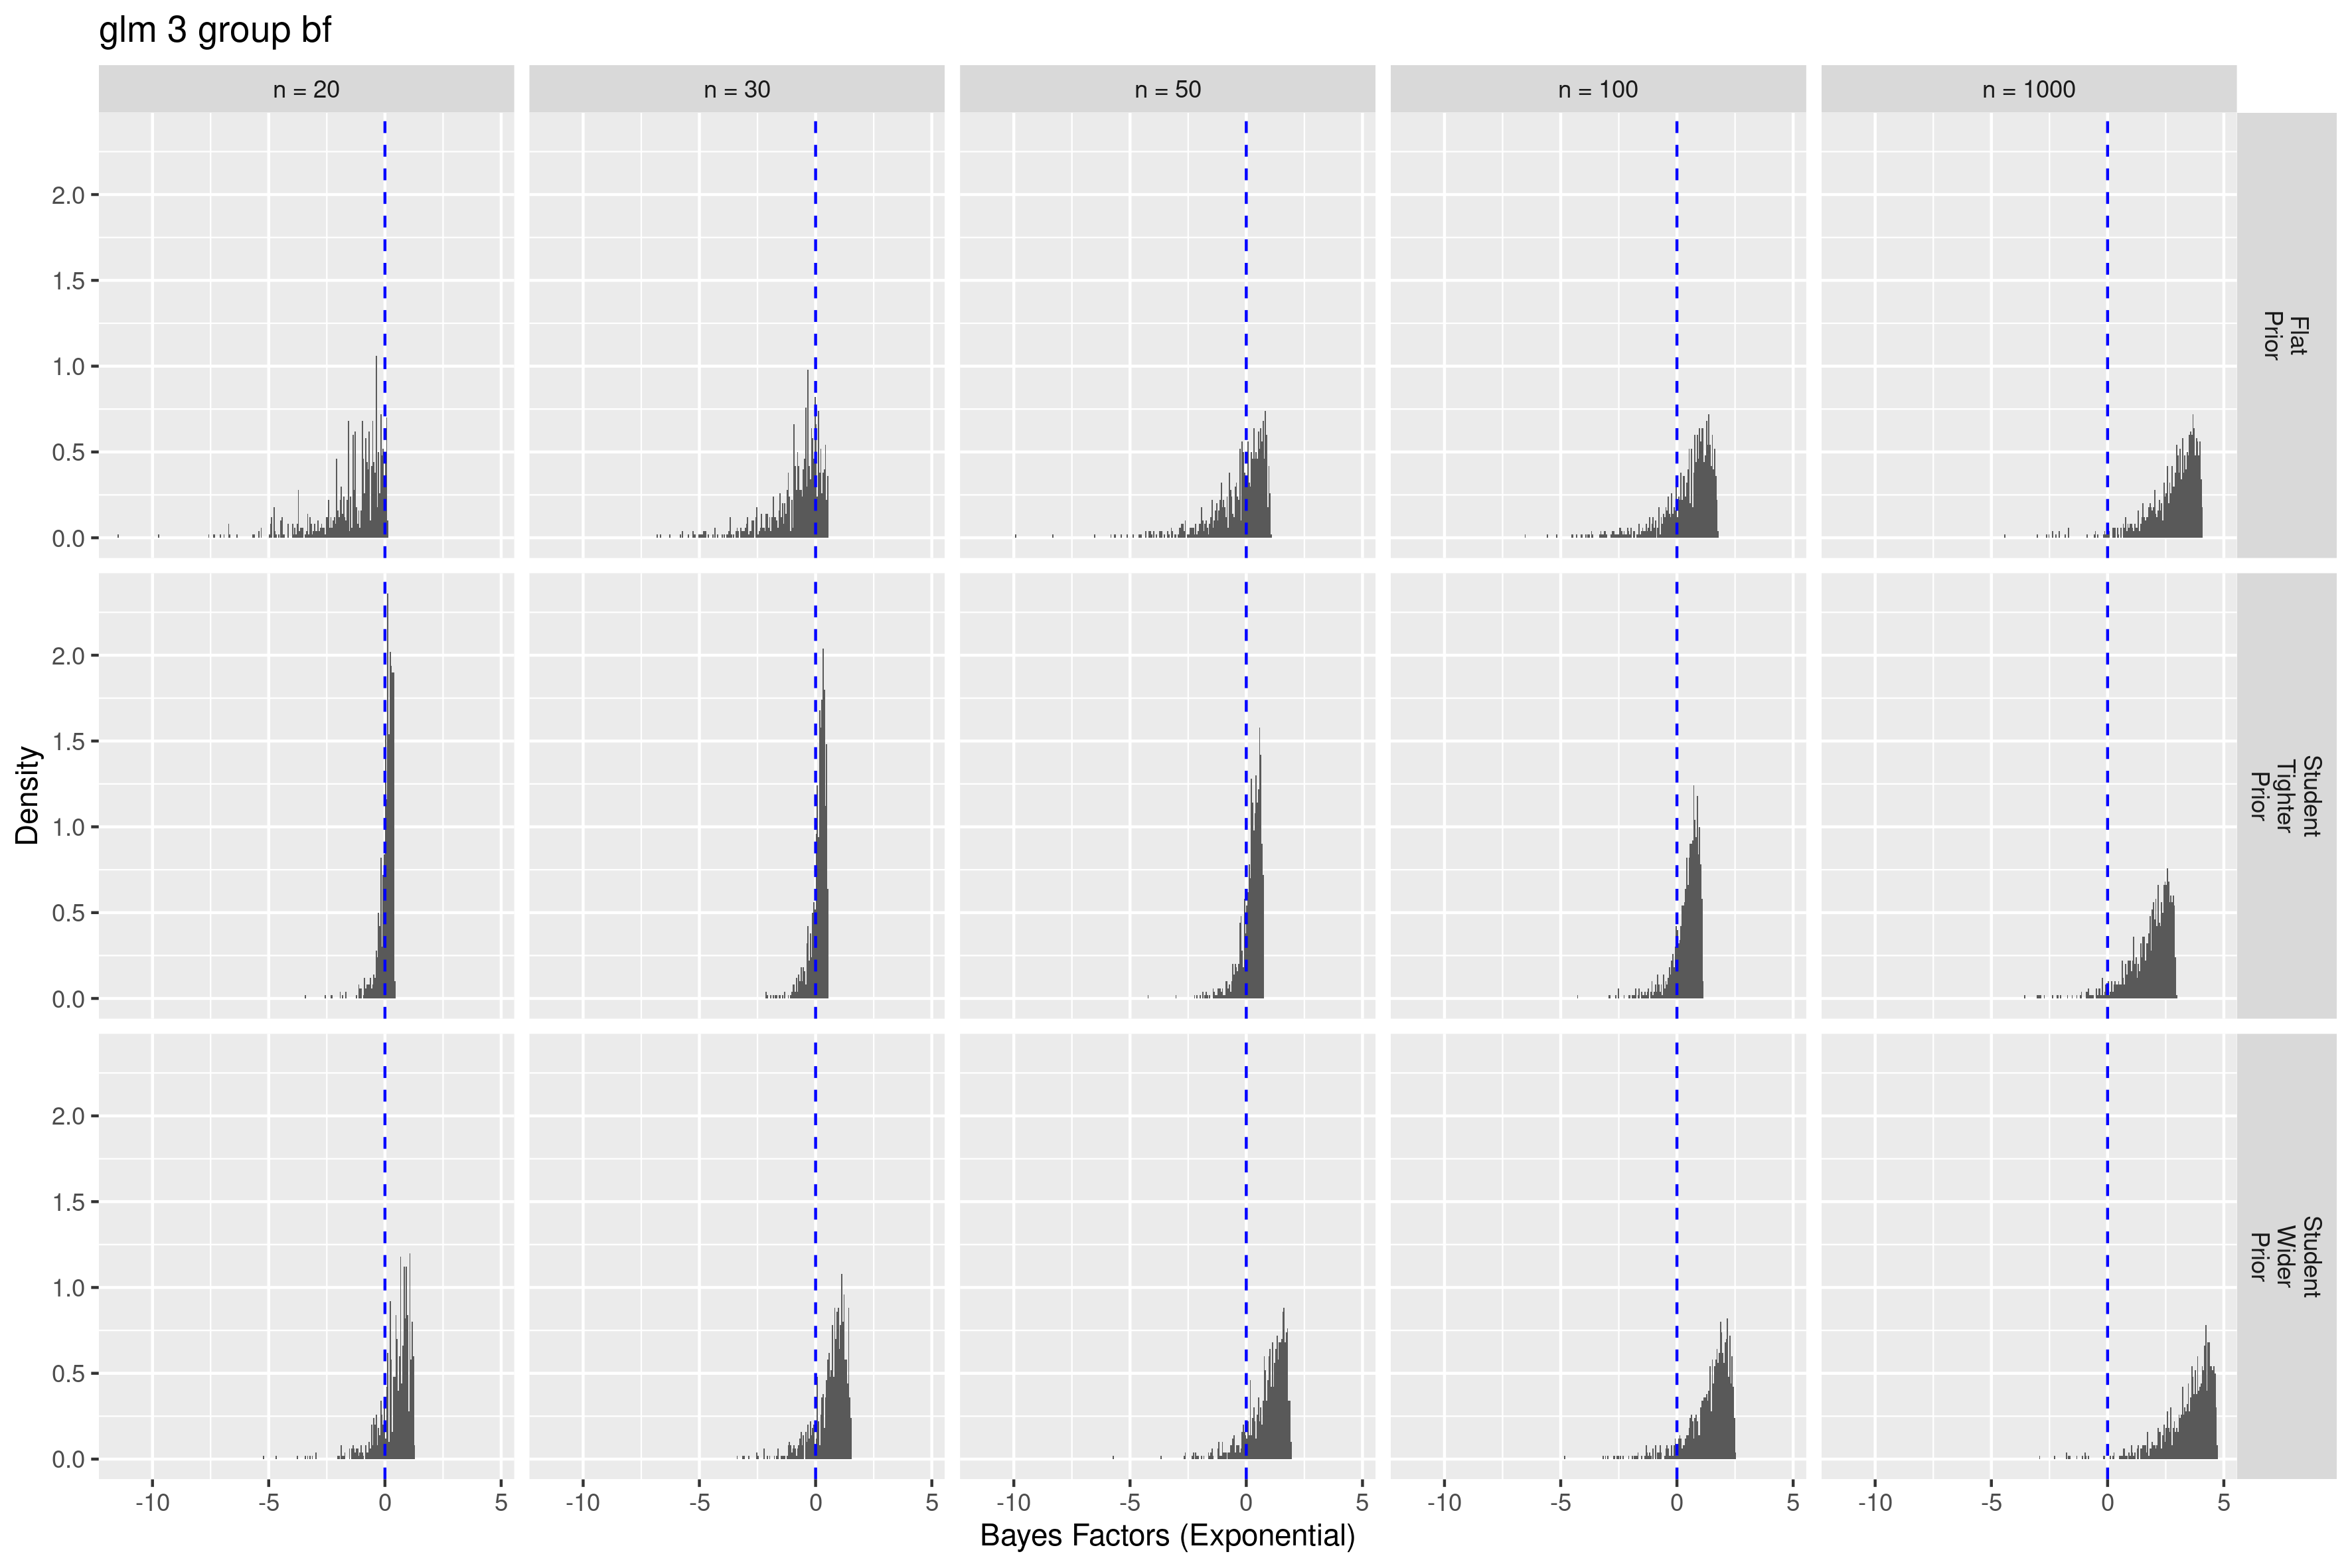 glm 3 group bf
n = 20
n = 30
n = 50
n = 100
n = 1000
2.0
1.5
1.0
0.5
0.0
Flat
Prior
2.0
1.5
1.0
0.5
0.0
Student
Tighter
Prior
2.0
1.5
1.0
0.5
0.0
Student
Wider
Prior
Density
-10 -5 0 5
-10 -5 0 5
-10 -5 0 5
-10 -5 0 5
-10 -5 0 5
Bayes Factors (Exponential)